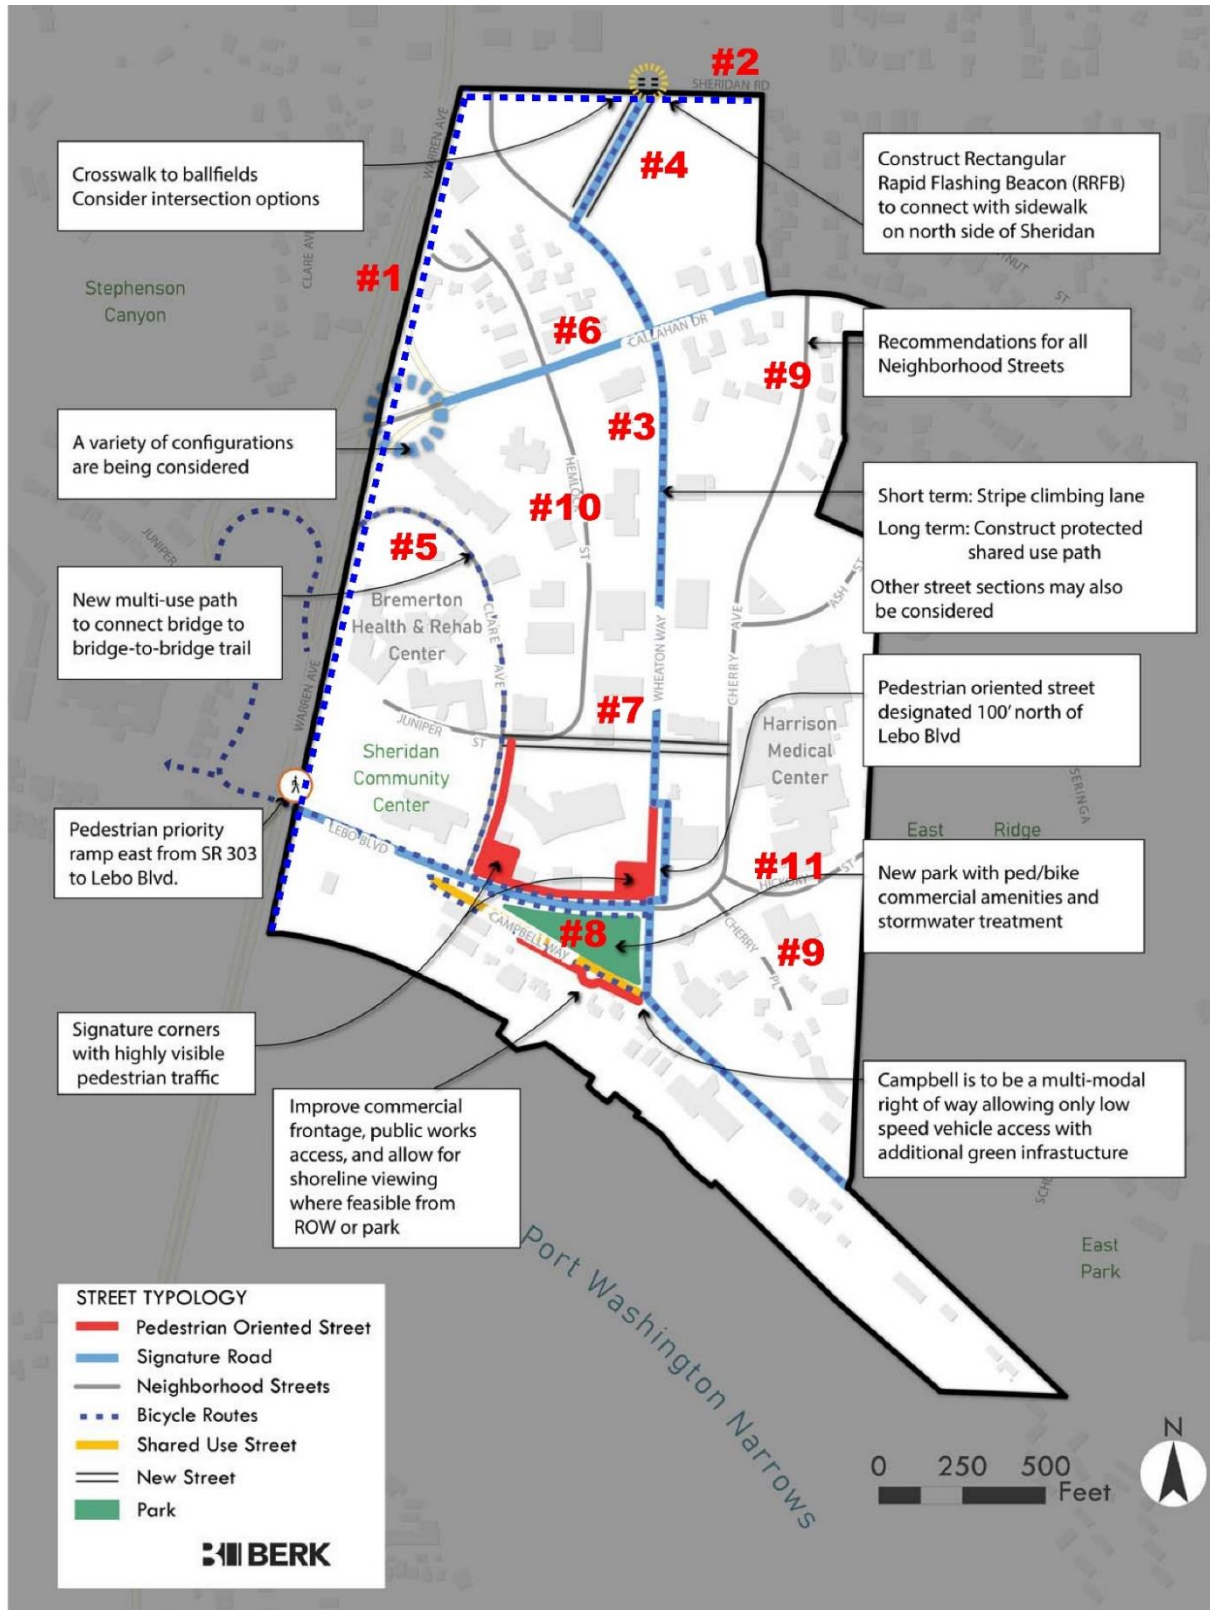 #2
SHERIDAN RD
WARREN AVE
Crosswalk to ballfields
Consider intersection options
#4
Construct Rectangular
Rapid Flashing Beacon (RRFB)
to connect with sidewalk
on north side of Sheridan
CLARE AVE
Stephenson
Canyon
#1
ST
#6
CALLAHAN DR
Recommendations for all
Neighborhood Streets
#9
#3
A variety of configurations
are being considered
HEMLOCK
ST
#10
Short term: Stripe climbing lane
Long term: Construct protected
shared use path
Other street sections may also
be considered
JUNIPER
#5
New multi-use path
to connect bridge to
bridge-to-bridge trail
Bremerton
Health & Rehab
Center
CLARE AVE
ASH ST
WHEATON WAY
CHERRY AVE
WARREN AVE
#7
Pedestrian oriented street
designated 100' north of
Lebo Blvd
JUNIPER ST
Harrison
Medical
Center
Sheridan
Community
Center
SERINGA
Pedestrian priority
ramp east from SR 303
to Lebo Blvd.
LEBO BLVD
East Ridge
#11
HICKORY ST
New park with ped/bike
commercial amenities and
stormwater treatment
#8
CAMPBELL WAY
CHERRY PL
#9
Signature corners
with highly visible
pedestrian traffic
Improve commercial
frontage, public works
access, and allow for
shoreline viewing
where feasible from
ROW or park
Campbell is to be a multi-modal
right of way allowing only low
speed vehicle access with
additional green infrastucture
East
Park
Port Washington Narrows
STREET TYPOLOGY
Pedestrian Oriented Street
Signature Road
Neighborhood Streets
Bicycle Routes
Shared Use Street
New Street
Park
BERK
N
0 250 500
Feet